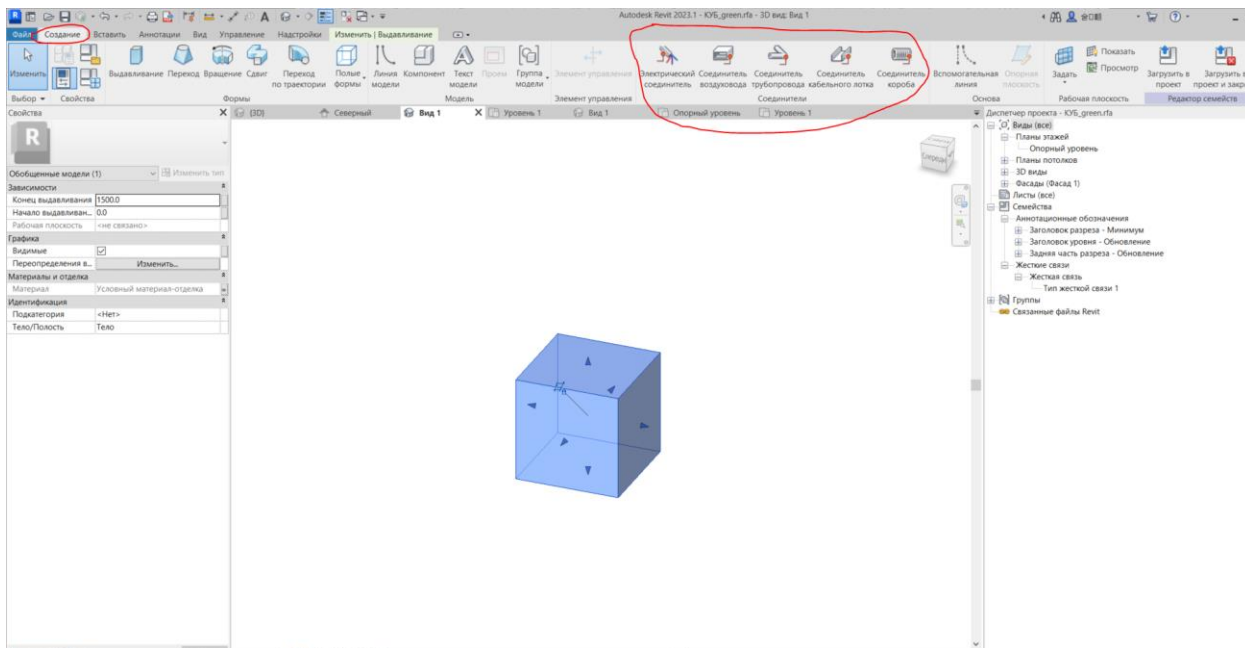 Autodesk Revit 2023.1 - КУБ_green.rfa - 3D вид: Вид 1
Файл Создание Вставить Аннотации Вид Управление Надстройки Изменить | Выдавливание
Изменить Выдавливание Переход Вращение Сдвиг Переход по траектории Полые формы Линия модели Компонент Текст модели Проем Группа модели Элемент управления Электрический соединитель Соединитель воздуховода Соединитель трубопровода Соединитель кабельного лотка Соединитель короба Вспомогательная линия Опорная плоскость Задать Показать Просмотр Загрузить в проект Загрузить в проект и закр
Выбор Свойства Формы Модель Элемент управления Соединители Основа Рабочая плоскость Редактор семейств
Свойства X {3D} Северный Вид 1 X Уровень 1 Вид 1 Опорный уровень Уровень 1 Диспетчер проекта - КУБ_green.rfa
R
Обобщенные модели (1) Изменить тип
Зависимости
Конец выдавливания 1500.0
Начало выдавливан... 0.0
Рабочая плоскость <не связано>
Графика
Видимые
Переопределения в... Изменить...
Материалы и отделка
Материал Условный материал-отделка
Идентификация
Подкатегория <Нет>
Тело/Полость Тело
Спереди
Виды (все)
Планы этажей
Опорный уровень
Планы потолков
3D виды
Фасады (Фасад 1)
Листы (все)
Семейства
Аннотационные обозначения
Заголовок разреза - Минимум
Заголовок уровня - Обновление
Задняя часть разреза - Обновление
Жесткие связи
Жесткая связь
Тип жесткой связи 1
Группы
Связанные файлы Revit